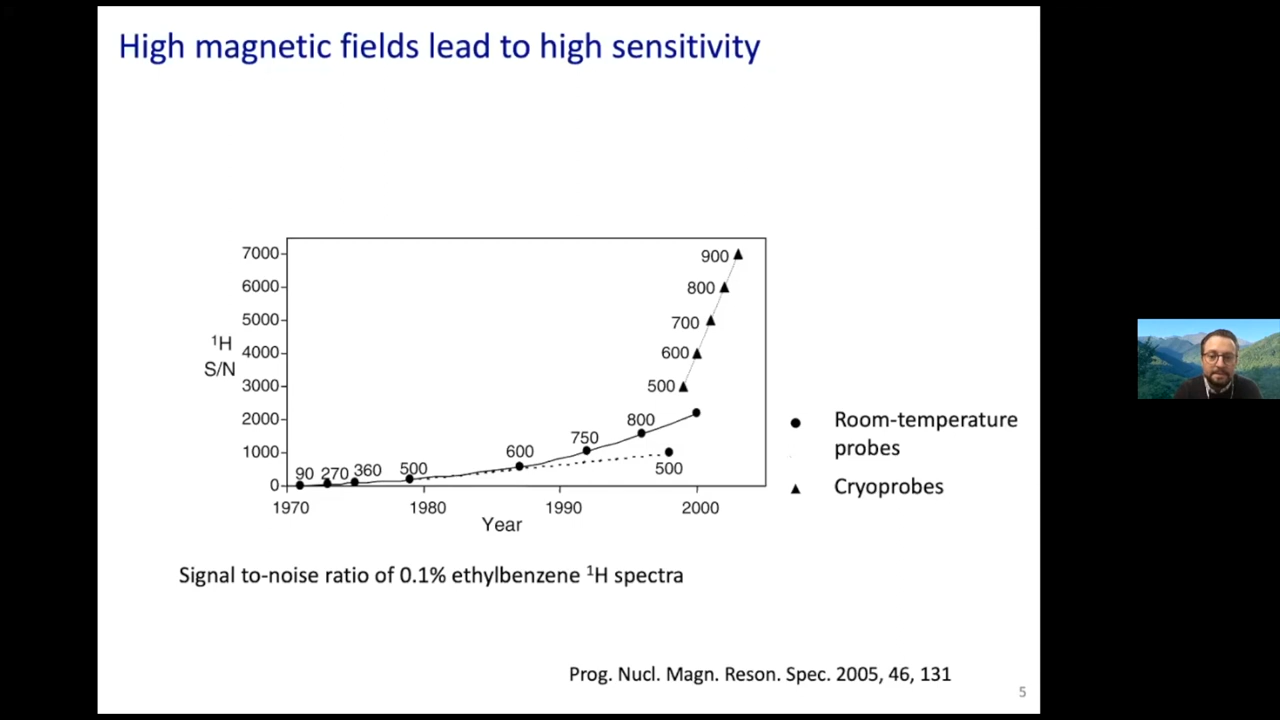 High magnetic fields lead to high sensitivity
7000
6000
5000
4000
3000
2000
1000
0
¹H
S/N
900
800
700
600
500
800
750
600
500
90 270 360 500
1970 1980 1990 2000
Year
Room-temperature
probes
Cryoprobes
Signal to-noise ratio of 0.1% ethylbenzene ¹H spectra
Prog. Nucl. Magn. Reson. Spec. 2005, 46, 131
5